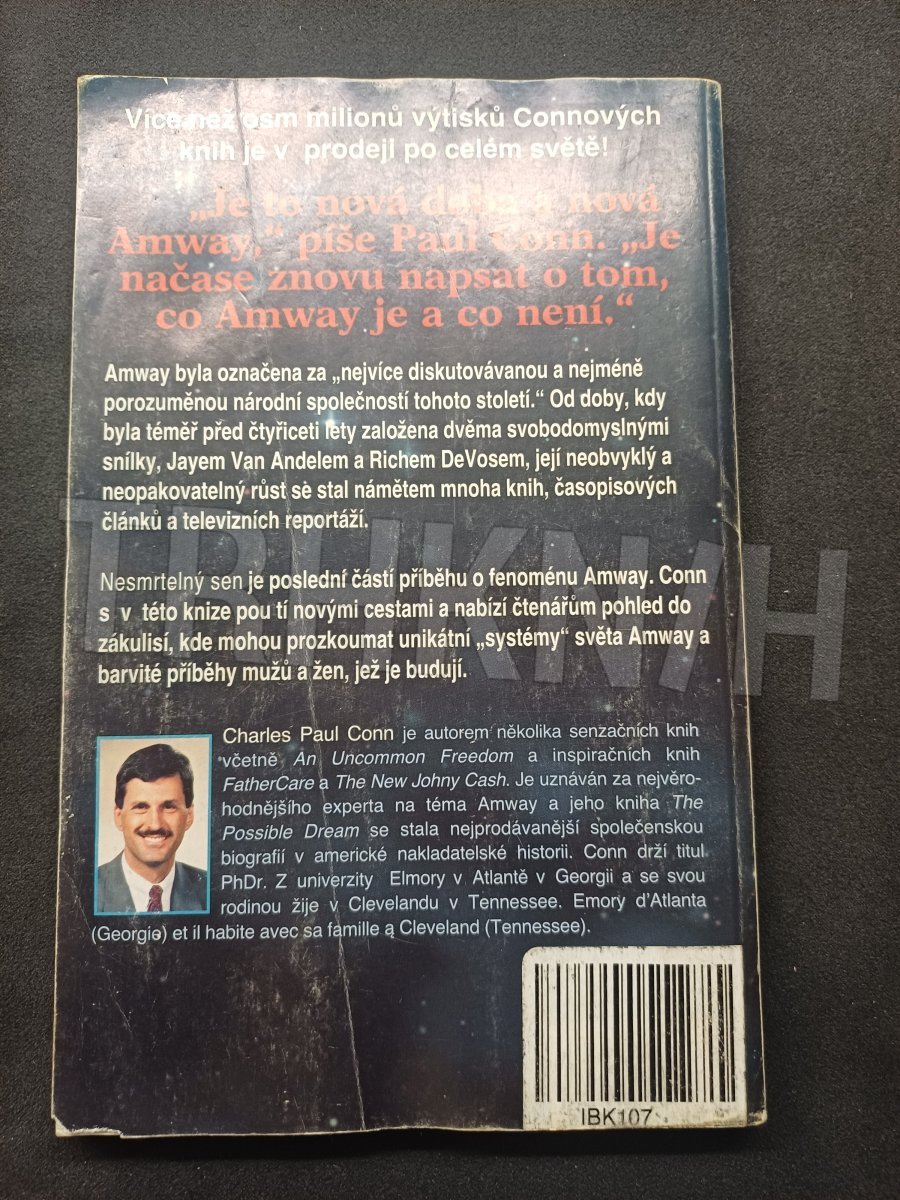 Více než osm milionů výtisků Connových
knih je v prodeji po celém světě!
„Je to nová doba a nová
Amway,“ píše Paul Conn. „Je
načase znovu napsat o tom,
co Amway je a co není.“
Amway byla označena za „nejvíce diskutovávanou a nejméně
porozuměnou národní společností tohoto století.“ Od doby, kdy
byla téměř před čtyřiceti lety založena dvěma svobodomyslnými
snílky, Jayem Van Andelem a Richem DeVosem, její neobvyklý a
neopakovatelný růst se stal námětem mnoha knih, časopisových
článků a televizních reportáží.
Nesmrtelný sen je poslední částí příběhu o fenoménu Amway. Conn
s v této knize pou tí novými cestami a nabízí čtenářům pohled do
zákulisí, kde mohou prozkoumat unikátní „systémy“ světa Amway a
barvité příběhy mužů a žen, jež je budují.
Charles Paul Conn je autorem několika senzačních knih
včetně An Uncommon Freedom a inspiračních knih
FatherCare a The New Johny Cash. Je uznáván za nejvěro-
hodnějšího experta na téma Amway a jeho kniha The
Possible Dream se stala nejprodávanější společenskou
biografií v americké nakladatelské historii. Conn drží titul
PhDr. Z univerzity Elmory v Atlantě v Georgii a se svou
rodinou žije v Clevelandu v Tennessee. Emory d'Atlanta
(Georgie) et il habite avec sa famille a Cleveland (Tennessee).
IBK107